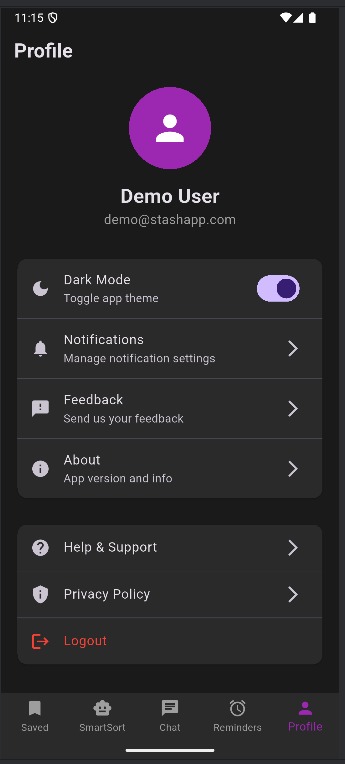 11:15
Profile
Demo User
demo@stashapp.com
Dark Mode
Toggle app theme
Notifications
Manage notification settings
Feedback
Send us your feedback
About
App version and info
Help & Support
Privacy Policy
Logout
Saved SmartSort Chat Reminders Profile